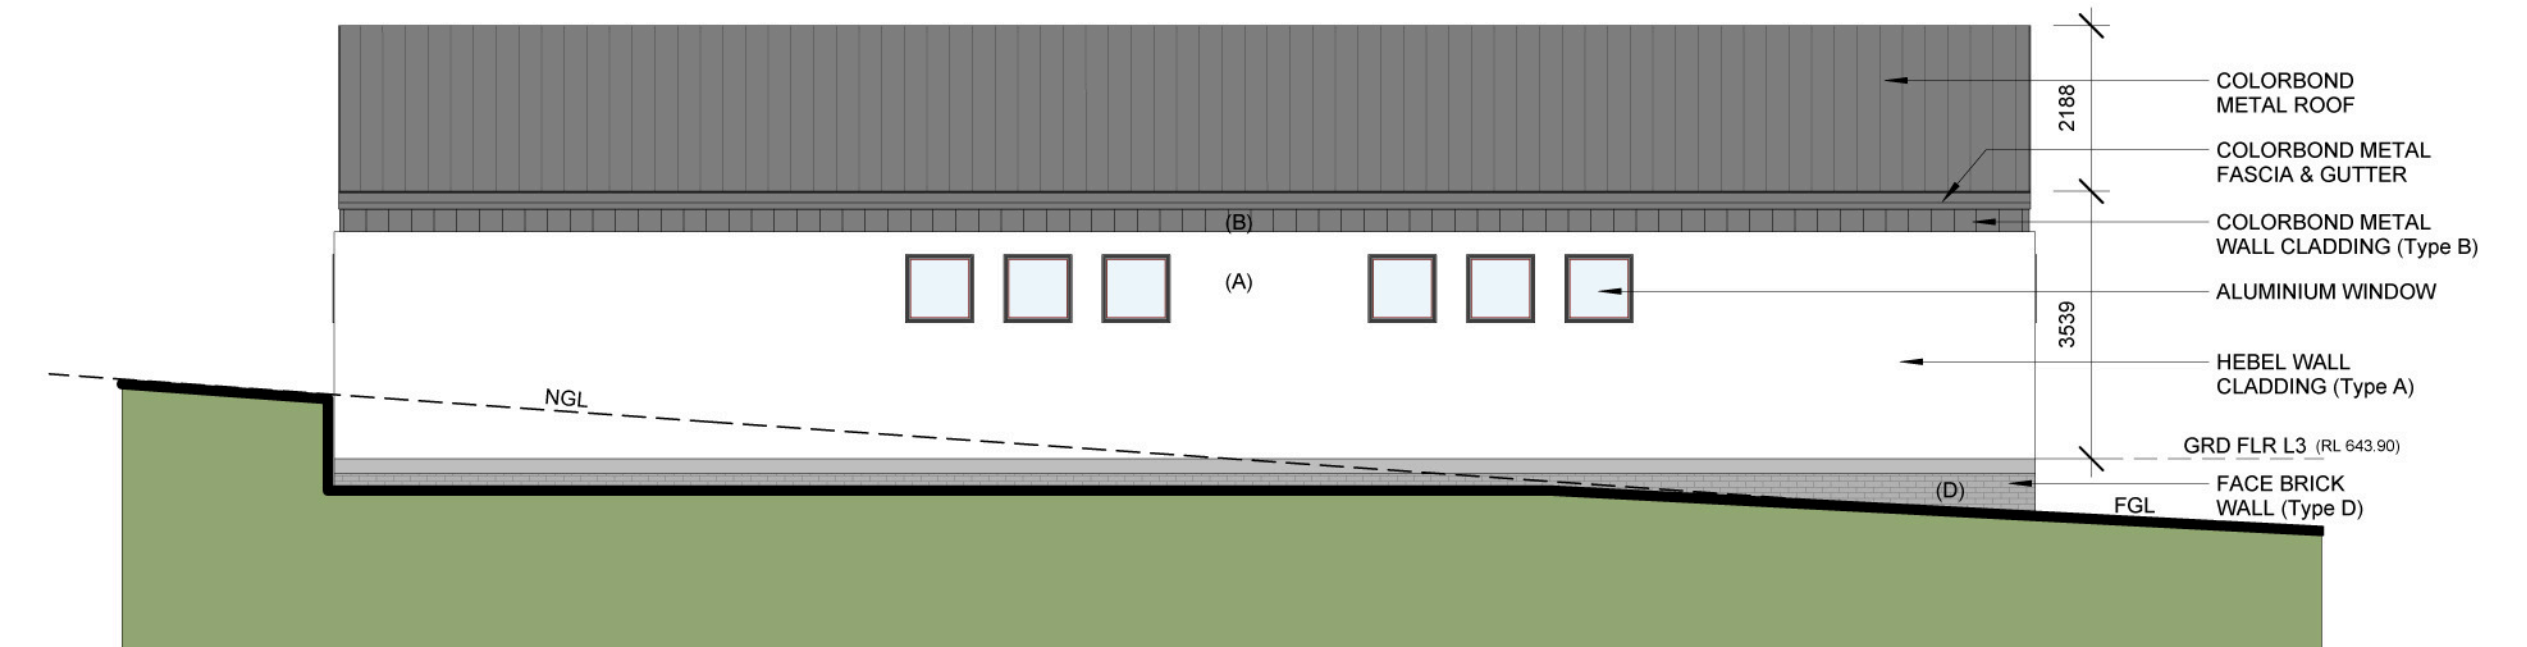 COLORBOND
METAL ROOF
2188
COLORBOND METAL
FASCIA & GUTTER
COLORBOND METAL
WALL CLADDING (Type B)
(B)
(A)
ALUMINIUM WINDOW
3539
HEBEL WALL
CLADDING (Type A)
NGL
GRD FLR L3 (RL 643.90)
(D)
FACE BRICK
WALL (Type D)
FGL